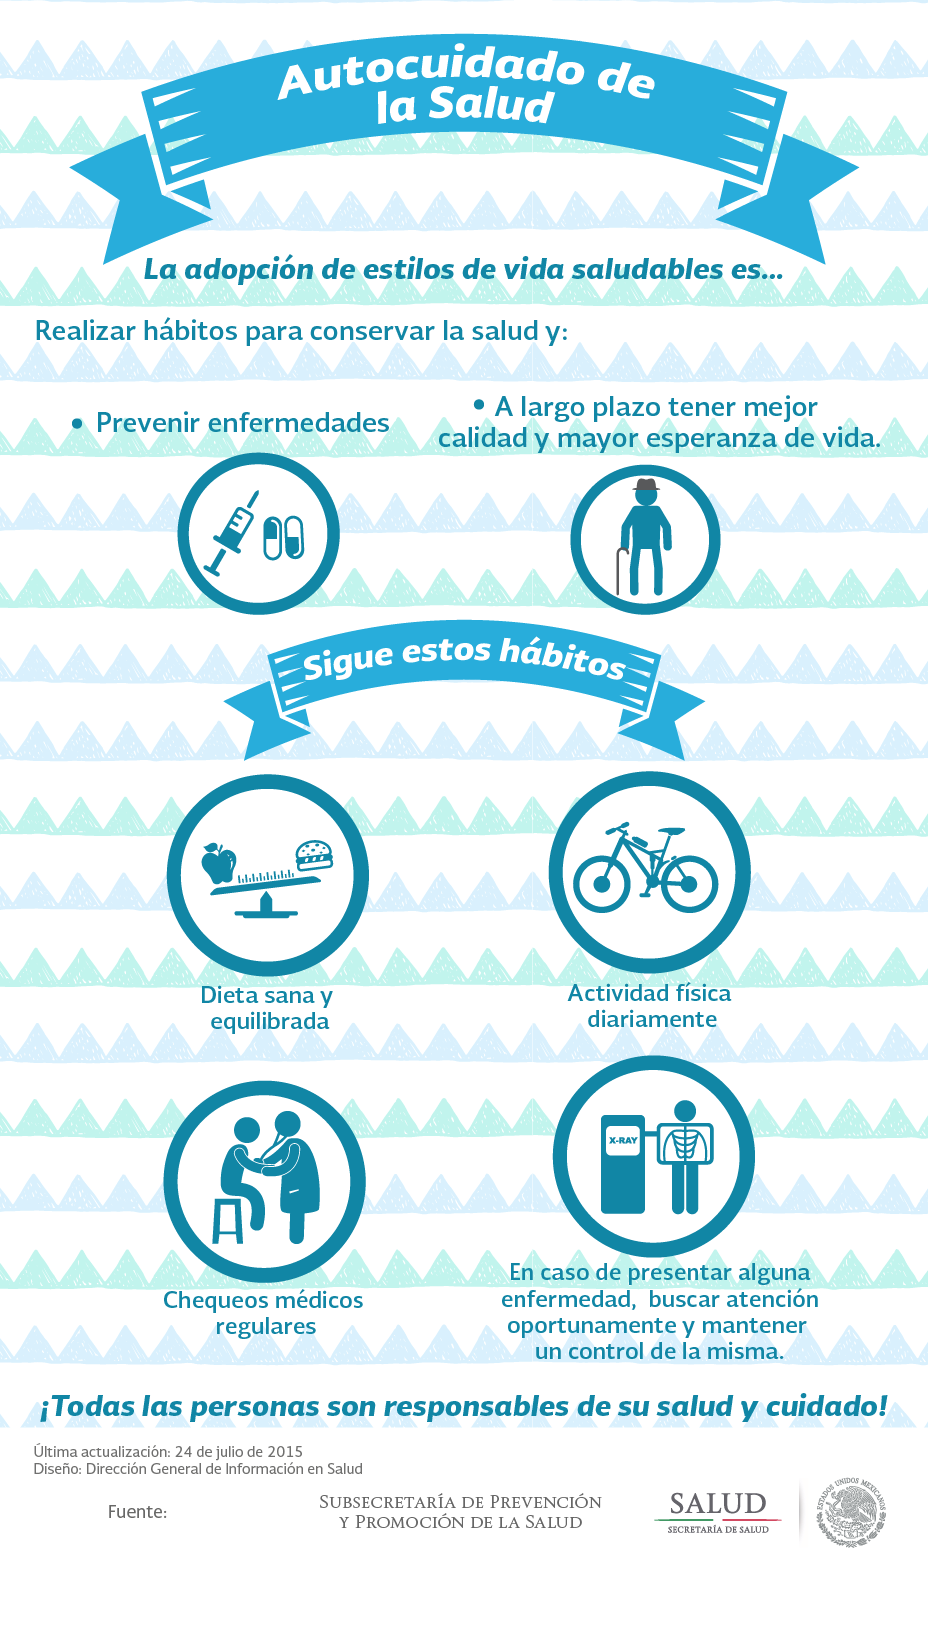 Autocuidado de
la Salud
La adopción de estilos de vida saludables es...
Realizar hábitos para conservar la salud y:
• Prevenir enfermedades
• A largo plazo tener mejor
calidad y mayor esperanza de vida.
Sigue estos hábitos
Dieta sana y
equilibrada
Actividad física
diariamente
X-RAY
Chequeos médicos
regulares
En caso de presentar alguna
enfermedad, buscar atención
oportunamente y mantener
un control de la misma.
¡Todas las personas son responsables de su salud y cuidado!
Última actualización: 24 de julio de 2015
Diseño: Dirección General de Información en Salud
Fuente:
Subsecretaría de Prevención
y Promoción de la Salud
SALUD
SECRETARÍA DE SALUD
ESTADOS UNIDOS MEXICANOS